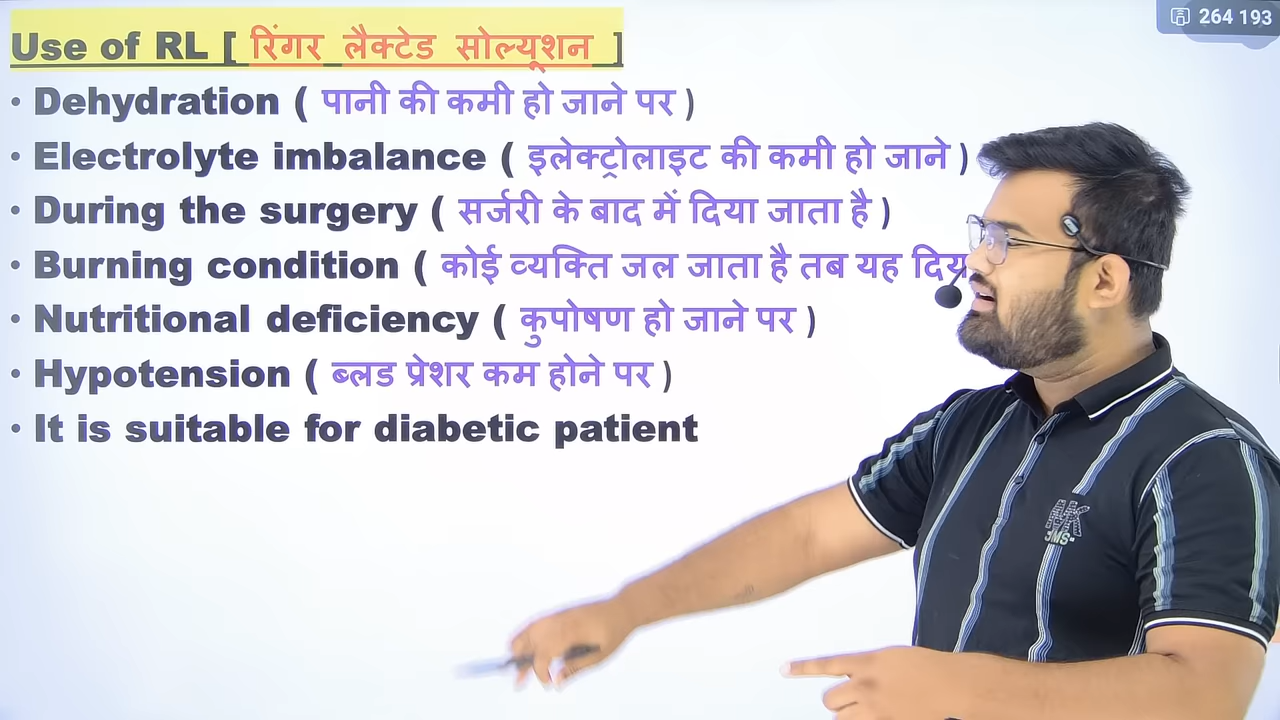 264 193
Use of RL [ रिंगर लैक्टेड सोल्यूशन ]
• Dehydration ( पानी की कमी हो जाने पर )
• Electrolyte imbalance ( इलेक्ट्रोलाइट की कमी हो जाने )
• During the surgery ( सर्जरी के बाद में दिया जाता है )
• Burning condition ( कोई व्यक्ति जल जाता है तब यह
• Nutritional deficiency ( कुपोषण हो जाने पर )
• Hypotension ( ब्लड प्रेशर कम होने पर )
• It is suitable for diabetic patient